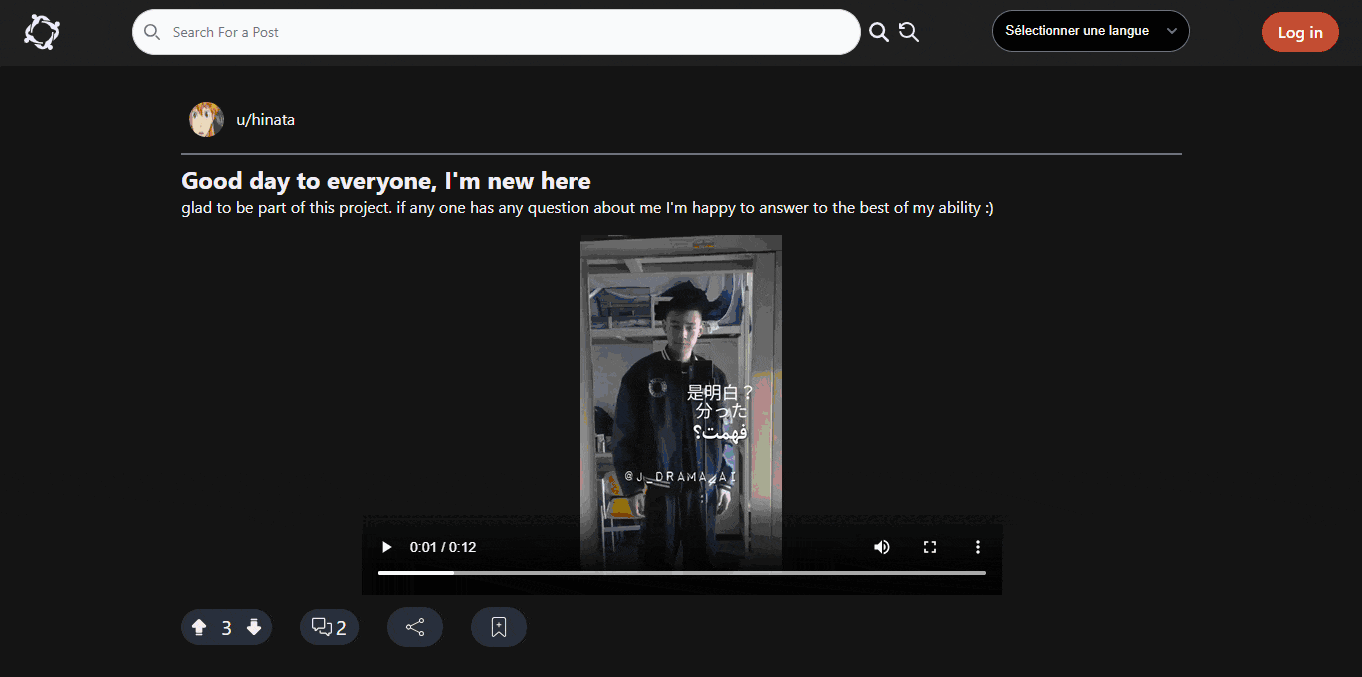 Search For a Post
Sélectionner une langue
Log in
u/hinata
Good day to everyone, I'm new here
glad to be part of this project. if any one has any question about me I'm happy to answer to the best of my ability :)
是明白？
分った
فهمت؟
@J_DRAMA_AI
0:01 / 0:12
3
2